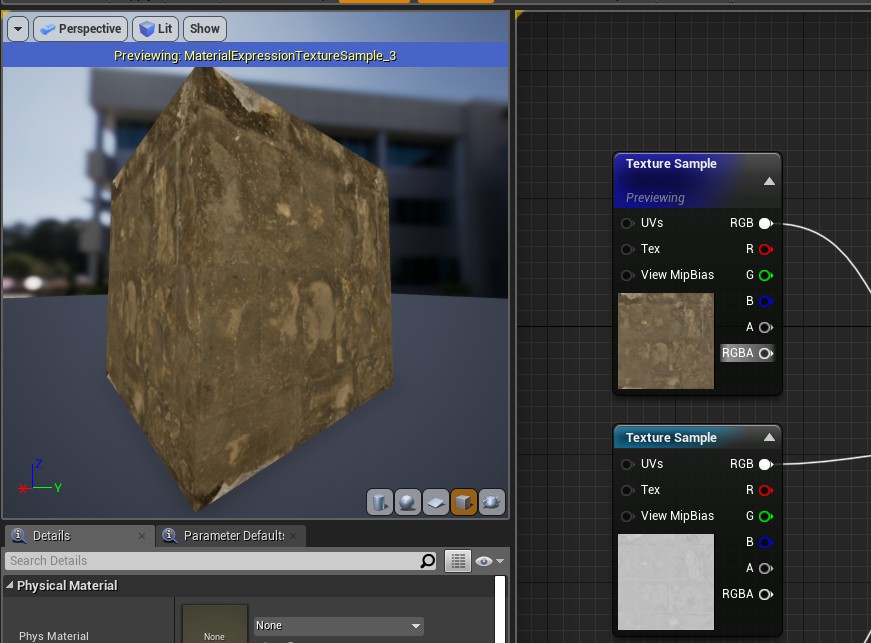 Perspective Lit Show
Previewing: MaterialExpressionTextureSample_3
Z
Y
Texture Sample
Previewing
UVs RGB
Tex R
View MipBias G
B
A
RGBA
Texture Sample
UVs RGB
Tex R
View MipBias G
B
A
RGBA
Details Parameter Defaults
Search Details
Physical Material
Phys Material None None